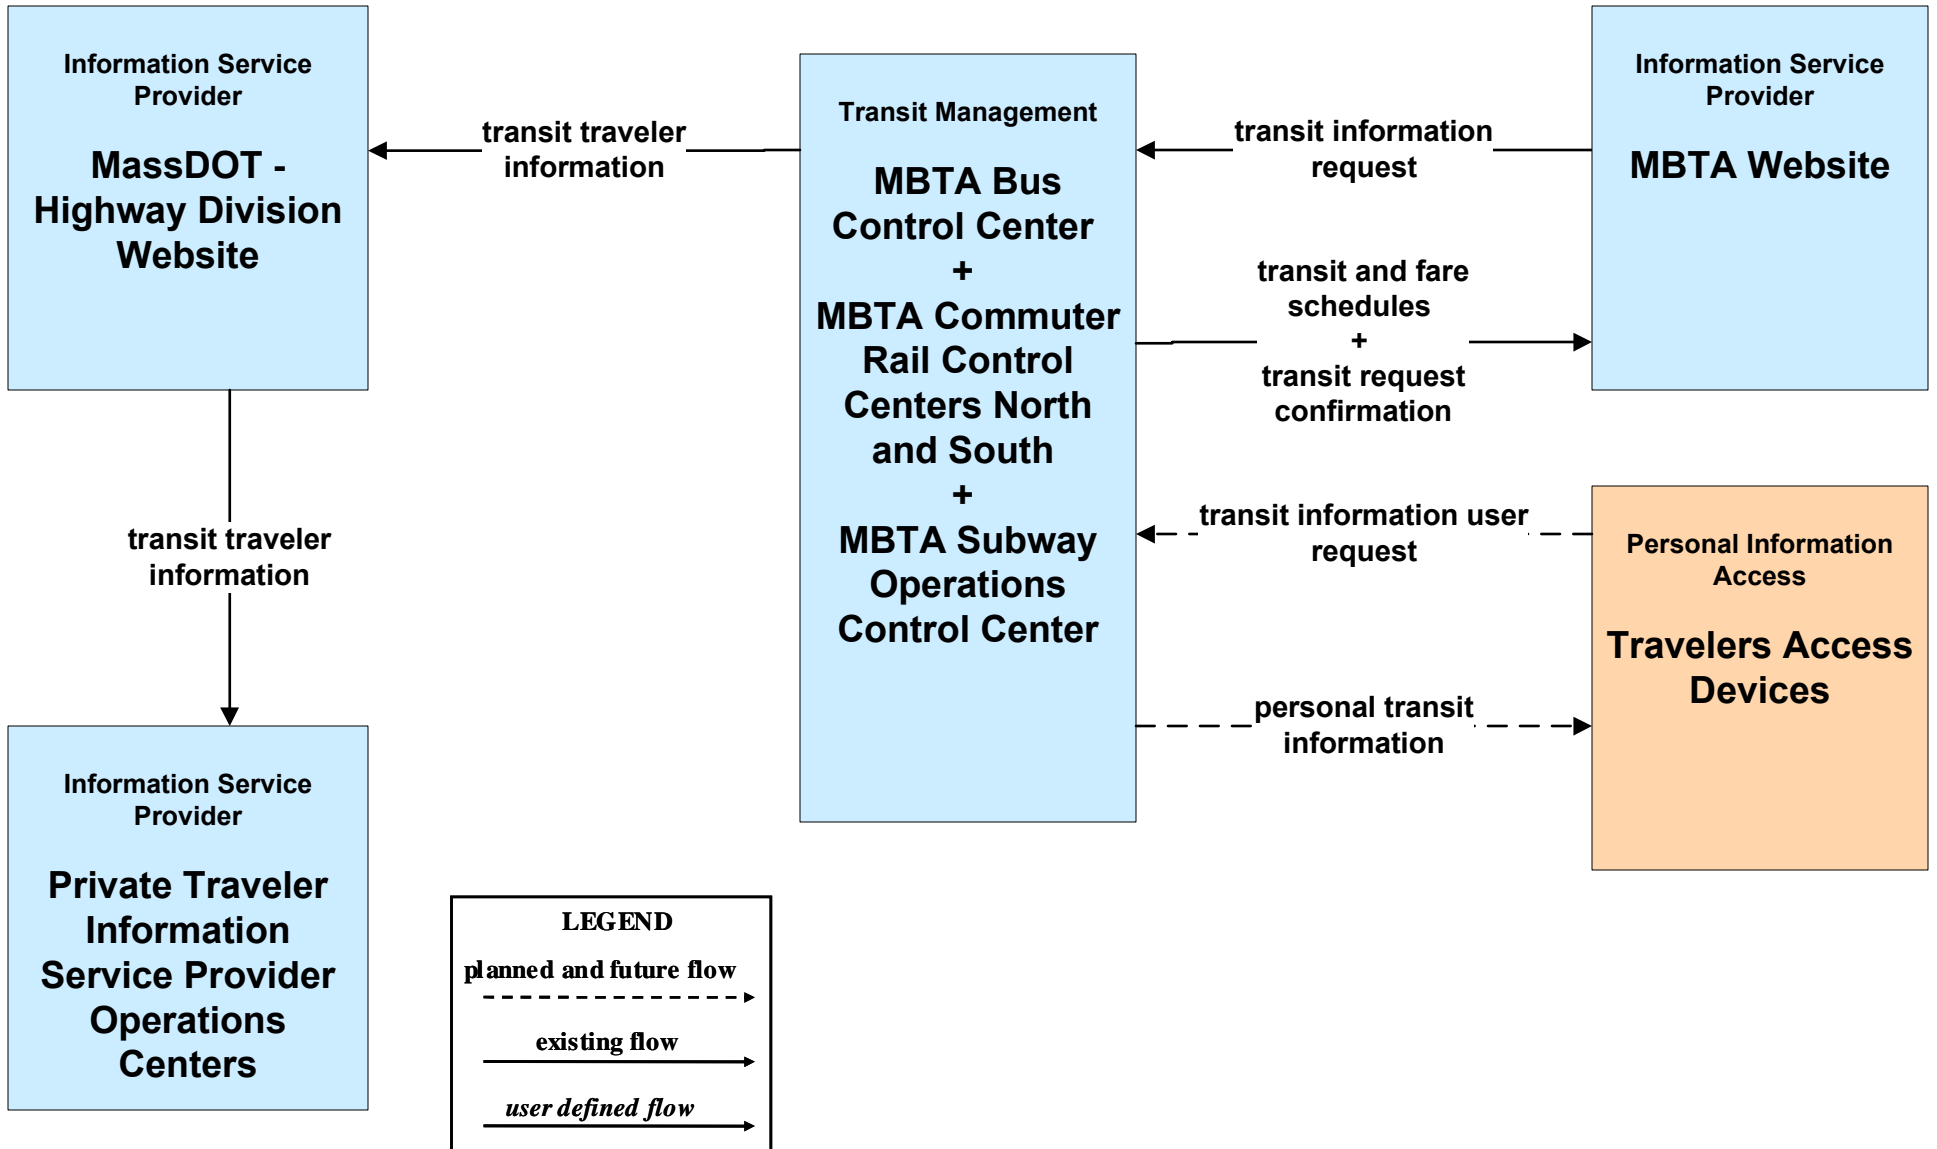 Information Service
Provider
MassDOT -
Highway Division
Website
transit traveler
information
Transit Management
MBTA Bus
Control Center
+
MBTA Commuter
Rail Control
Centers North
and South
+
MBTA Subway
Operations
Control Center
transit information
request
Information Service
Provider
MBTA Website
transit and fare
schedules
+
transit request
confirmation
transit information user
request
Personal Information
Access
Travelers Access
Devices
personal transit
information
transit traveler
information
Information Service
Provider
Private Traveler
Information
Service Provider
Operations
Centers
LEGEND
planned and future flow
existing flow
user defined flow